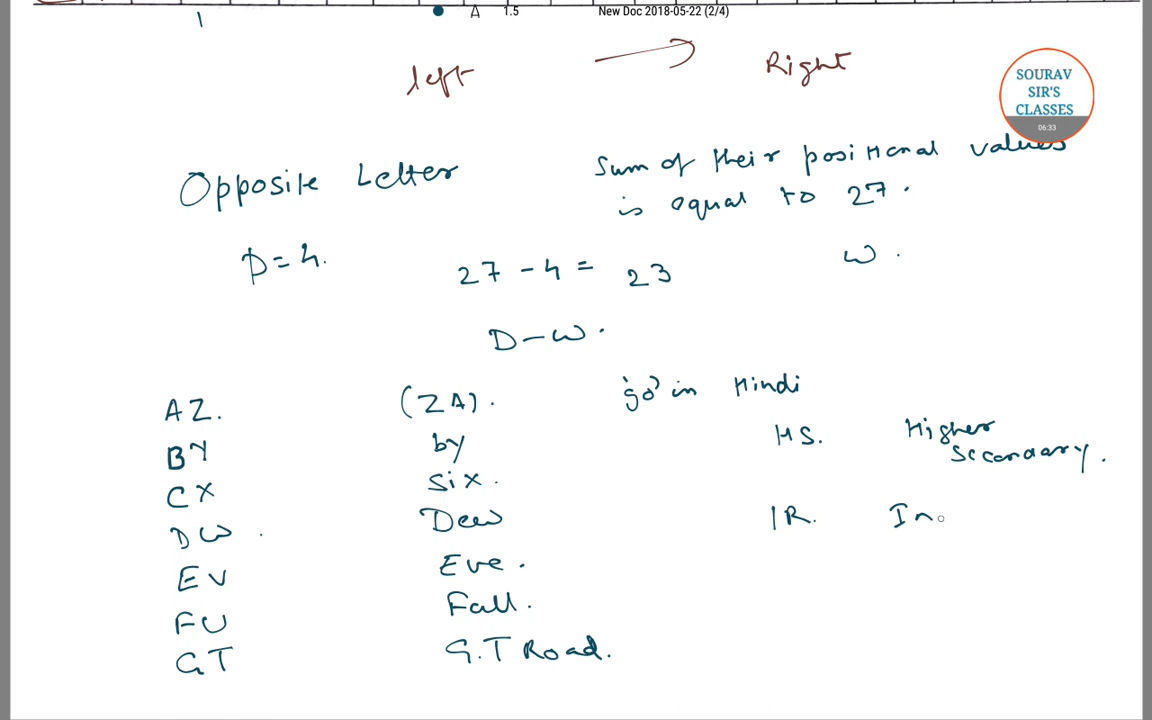 A 1.5 New Doc 2018-05-22 (2/4)
left Right
SOURAV
SIR'S
CLASSES
06:33
Opposite Letter
Sum of their positional values
is equal to 27.
D = 4.
27 - 4 = 23
W.
D - W.
AZ. (ZA). 'go' in Hindi
BY by
HS. Higher
Secondary.
CX Six.
DW. Dew
IR. Ino
EV Eve.
FU Fall.
GT G.T Road.